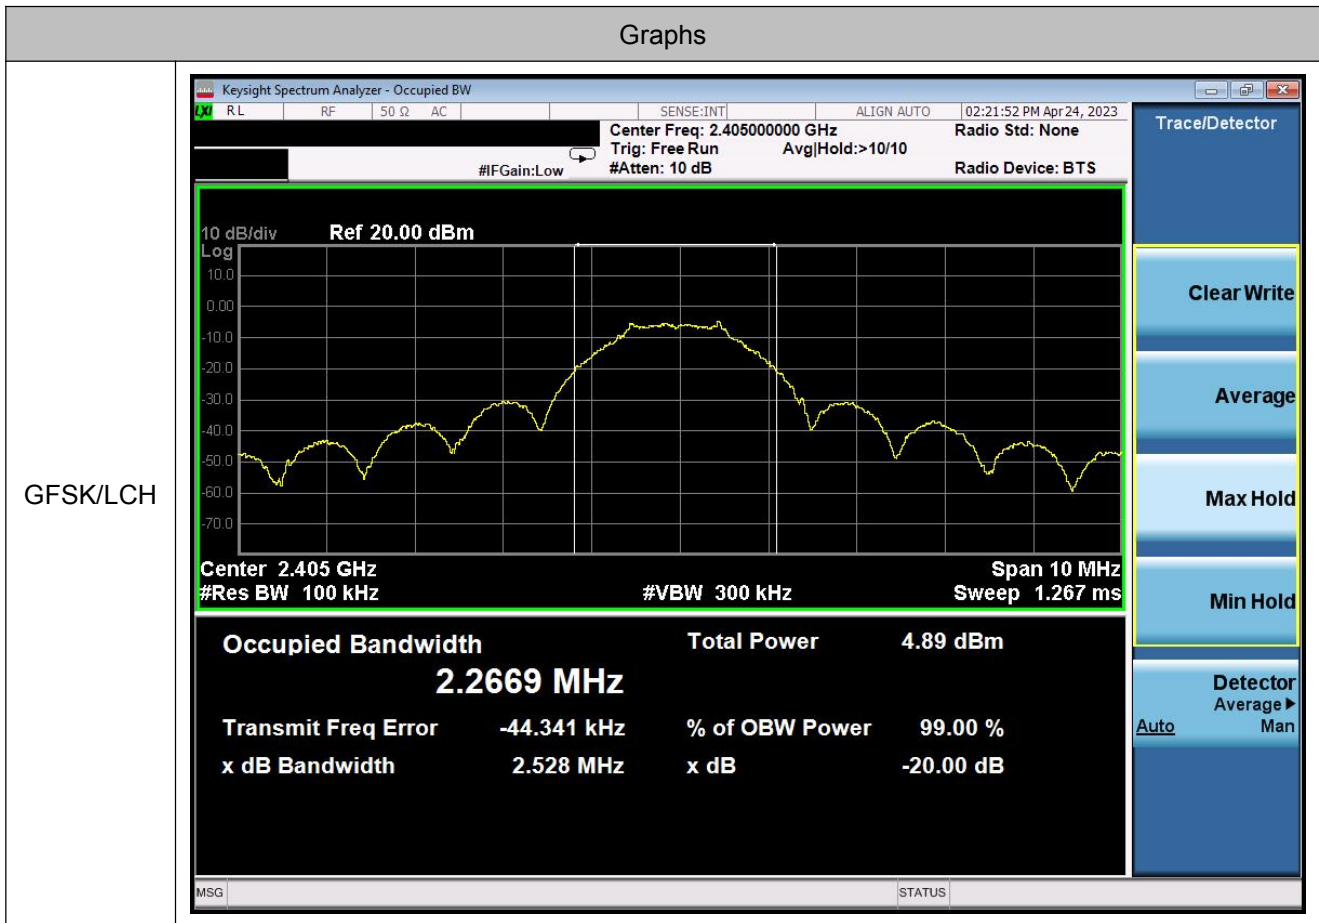 Graphs
GFSK/LCH
Keysight Spectrum Analyzer - Occupied BW
LXI RL RF 50 Ω AC SENSE:INT ALIGN AUTO 02:21:52 PM Apr 24, 2023
Center Freq: 2.405000000 GHz Radio Std: None
Trig: Free Run Avg|Hold:>10/10
#IFGain:Low #Atten: 10 dB Radio Device: BTS
10 dB/div Ref 20.00 dBm
Log
10.0
0.00
-10.0
-20.0
-30.0
-40.0
-50.0
-60.0
-70.0
Center 2.405 GHz Span 10 MHz
#Res BW 100 kHz #VBW 300 kHz Sweep 1.267 ms
Occupied Bandwidth Total Power 4.89 dBm
2.2669 MHz
Transmit Freq Error -44.341 kHz % of OBW Power 99.00 %
x dB Bandwidth 2.528 MHz x dB -20.00 dB
MSG STATUS
Trace/Detector
Clear Write
Average
Max Hold
Min Hold
Detector
Average▶
Auto Man